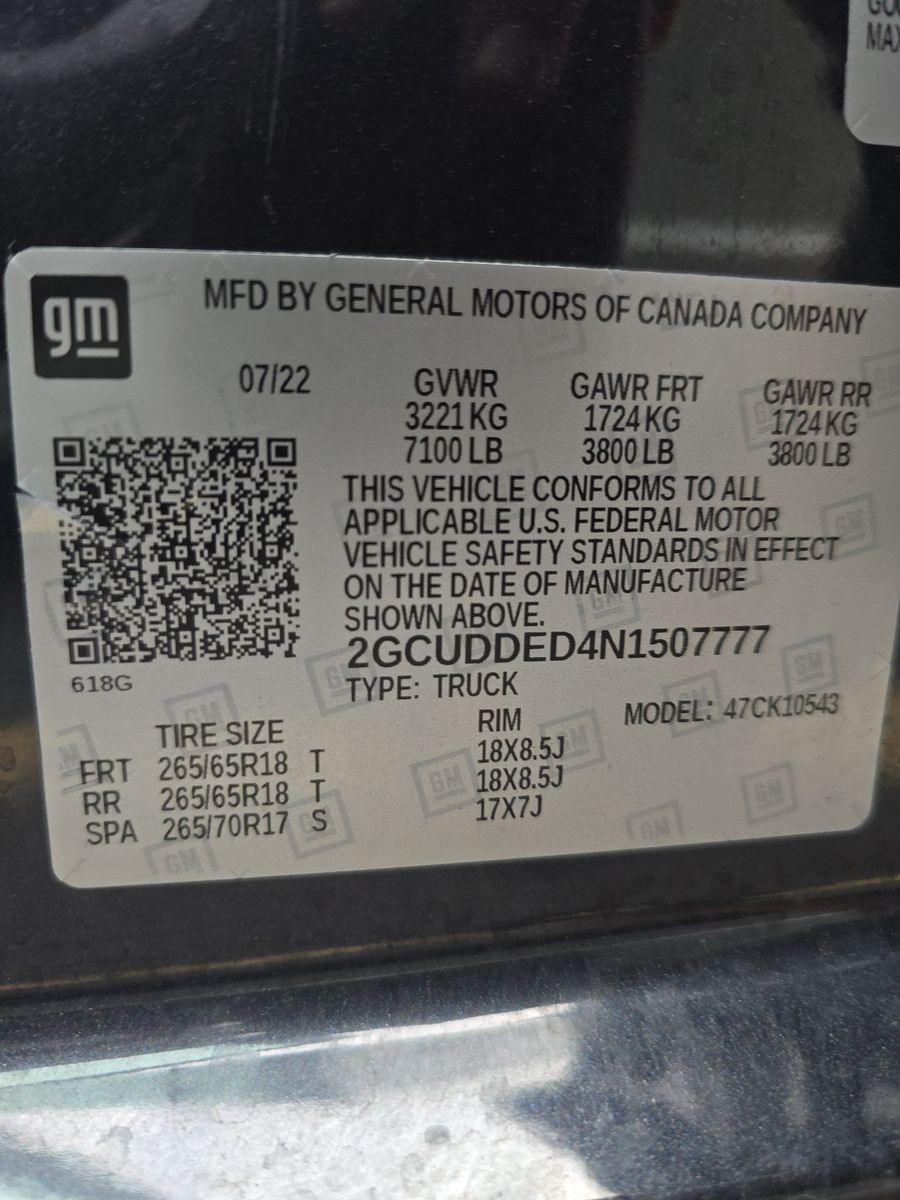 GO
MAX
gm
MFD BY GENERAL MOTORS OF CANADA COMPANY
07/22 GVWR GAWR FRT GAWR RR
3221 KG 1724 KG 1724 KG
7100 LB 3800 LB 3800 LB
THIS VEHICLE CONFORMS TO ALL
APPLICABLE U.S. FEDERAL MOTOR
VEHICLE SAFETY STANDARDS IN EFFECT
ON THE DATE OF MANUFACTURE
SHOWN ABOVE.
2GCUDDED4N1507777
618G
TYPE: TRUCK
MODEL: 47CK10543
TIRE SIZE RIM
FRT 265/65R18 T 18X8.5J
RR 265/65R18 T 18X8.5J
SPA 265/70R17 S 17X7J